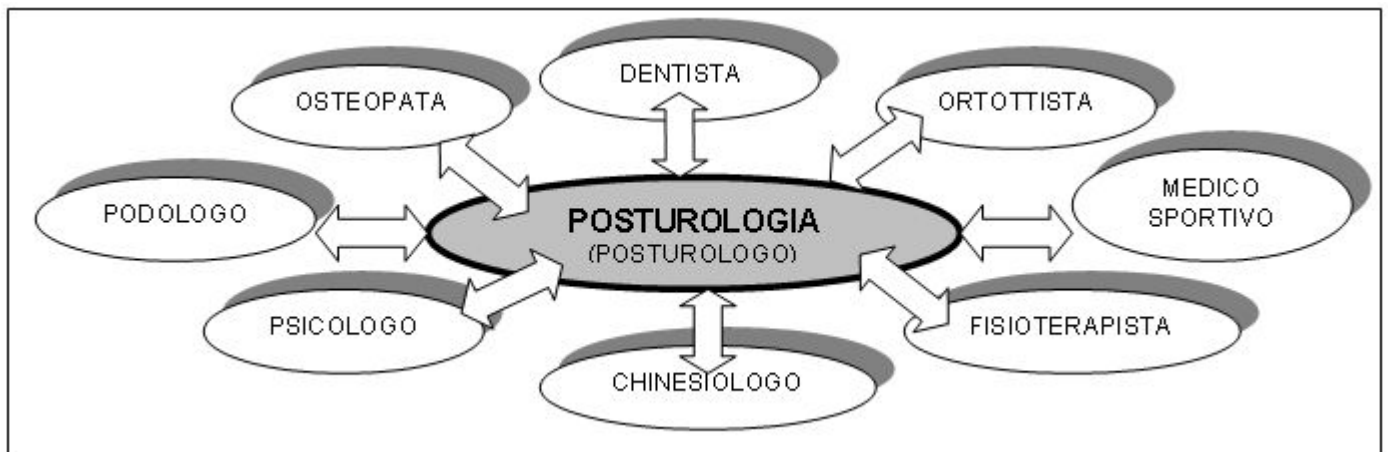 DENTISTA
OSTEOPATA
ORTOTTISTA
PODOLOGO
POSTUROLOGIA
(POSTUROLOGO)
MEDICO
SPORTIVO
PSICOLOGO
FISIOTERAPISTA
CHINESIOLOGO